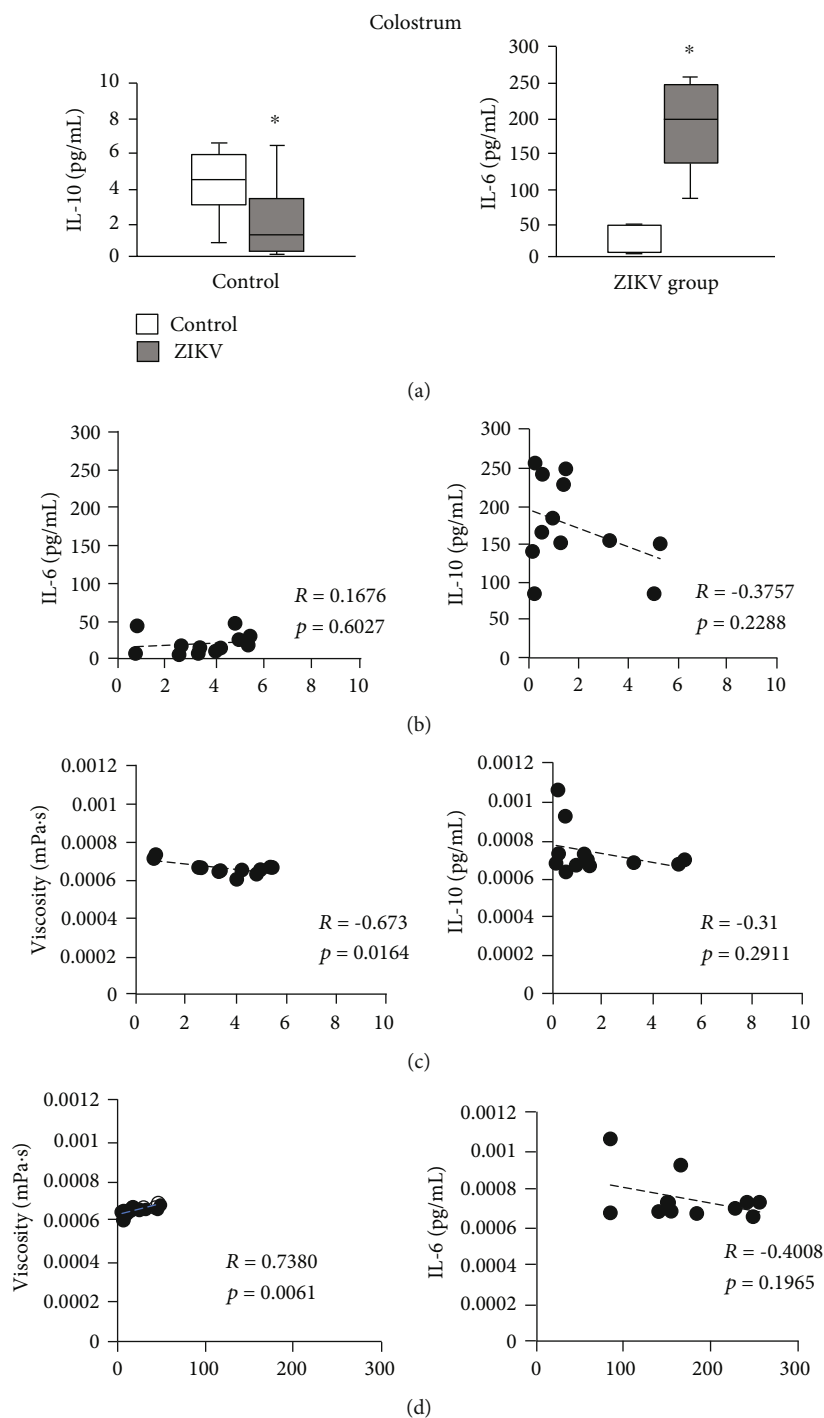 Colostrum
10
8
6
4
2
0
IL-10 (pg/mL)
*
Control
300
250
200
150
100
50
0
IL-6 (pg/mL)
*
ZIKV group
Control
ZIKV
(a)
300
250
200
150
100
50
0
IL-6 (pg/mL)
R = 0.1676
p = 0.6027
0 2 4 6 8 10
300
250
200
150
100
50
0
IL-10 (pg/mL)
R = -0.3757
p = 0.2288
0 2 4 6 8 10
(b)
0.0012
0.001
0.0008
0.0006
0.0004
0.0002
0
Viscosity (mPa·s)
R = -0.673
p = 0.0164
0 2 4 6 8 10
0.0012
0.001
0.0008
0.0006
0.0004
0.0002
0
IL-10 (pg/mL)
R = -0.31
p = 0.2911
0 2 4 6 8 10
(c)
0.0012
0.001
0.0008
0.0006
0.0004
0.0002
0
Viscosity (mPa·s)
R = 0.7380
p = 0.0061
0 100 200 300
0.0012
0.001
0.0008
0.0006
0.0004
0.0002
0
IL-6 (pg/mL)
R = -0.4008
p = 0.1965
0 100 200 300
(d)